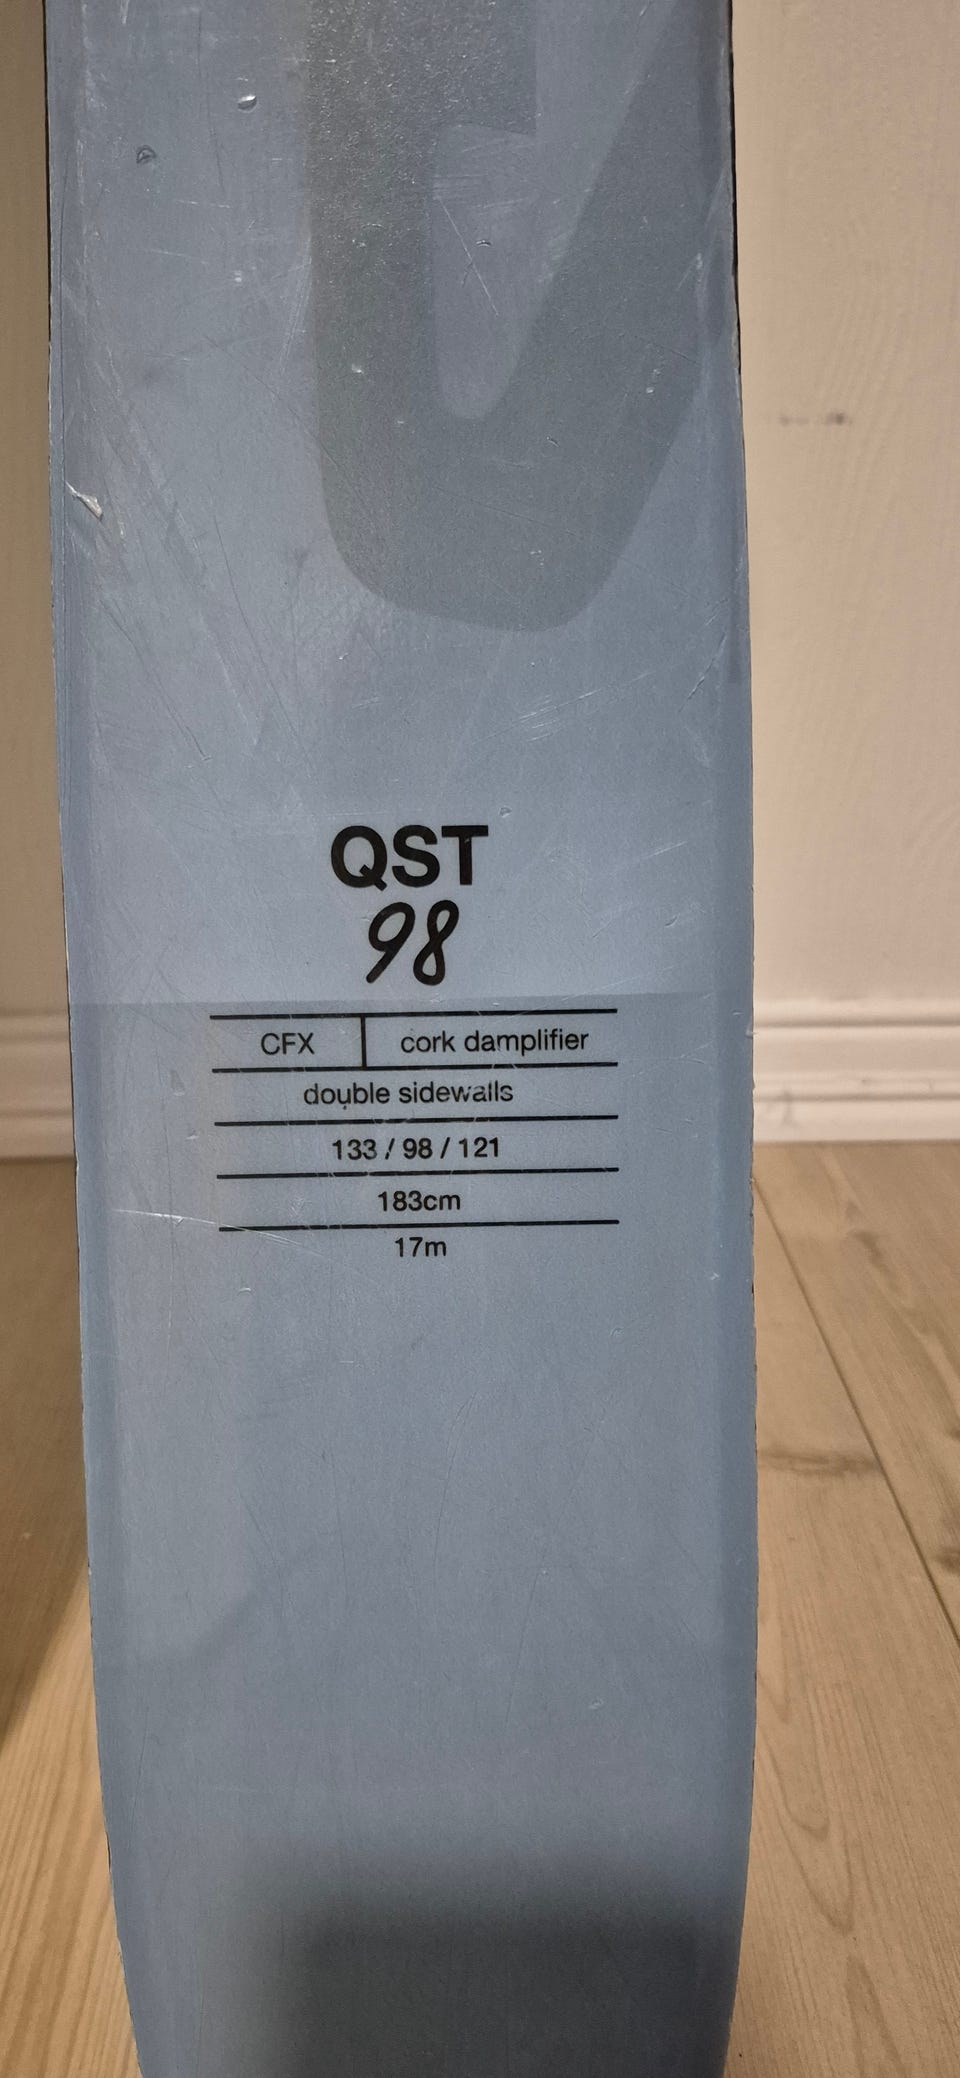 QST
98
CFX cork damplifier
double sidewalls
133 / 98 / 121
183cm
17m